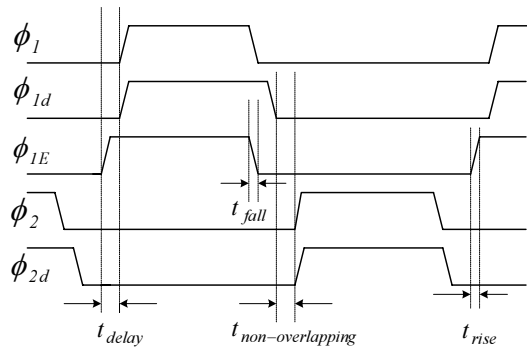 ϕ1
ϕ1d
ϕ1E
tfall
ϕ2
ϕ2d
tdelay
tnon−overlapping
trise